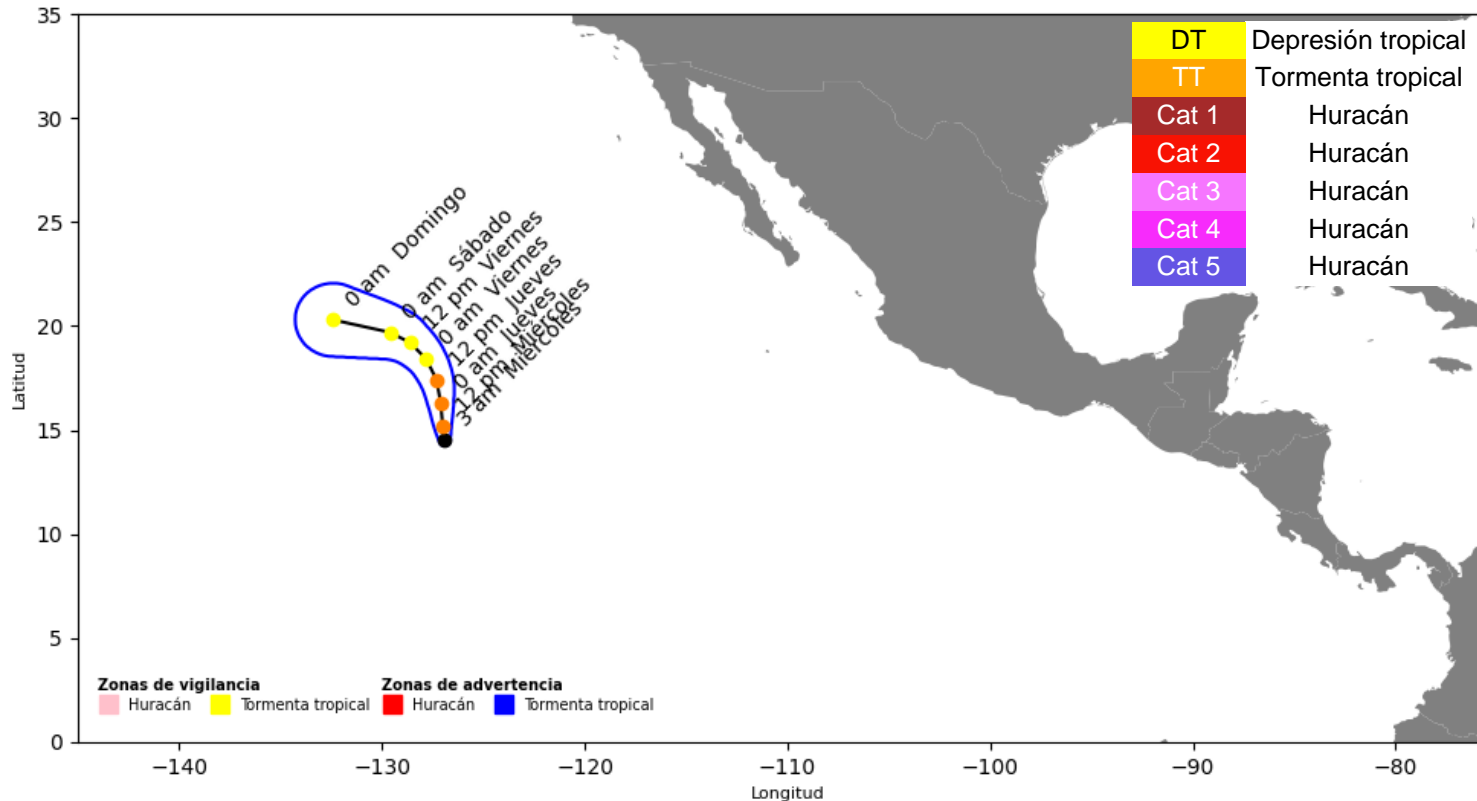 35
30
25
20
15
10
5
0
Latitud
−140
−130
−120
−110
−100
−90
−80
Longitud
DT Depresión tropical
TT Tormenta tropical
Cat 1 Huracán
Cat 2 Huracán
Cat 3 Huracán
Cat 4 Huracán
Cat 5 Huracán
0 am Domingo
0 am Sábado
12 pm Viernes
0 am Viernes
12 pm Jueves
0 am Jueves
12 pm Miércoles
3 am Miércoles
Zonas de vigilancia Zonas de advertencia
Huracán Tormenta tropical Huracán Tormenta tropical